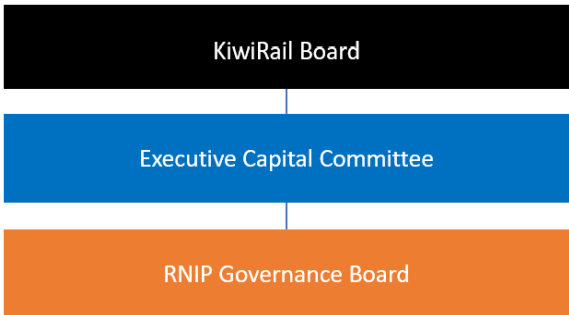 KiwiRail Board
Executive Capital Committee
RNIP Governance Board